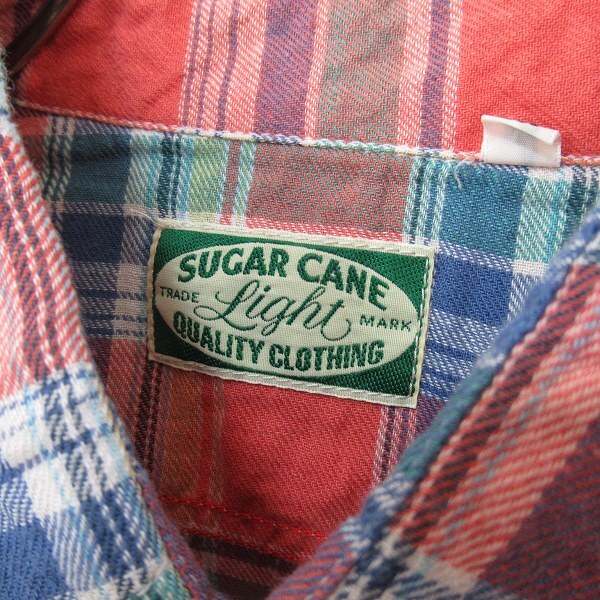 SUGAR CANE
TRADE Light MARK
QUALITY CLOTHING